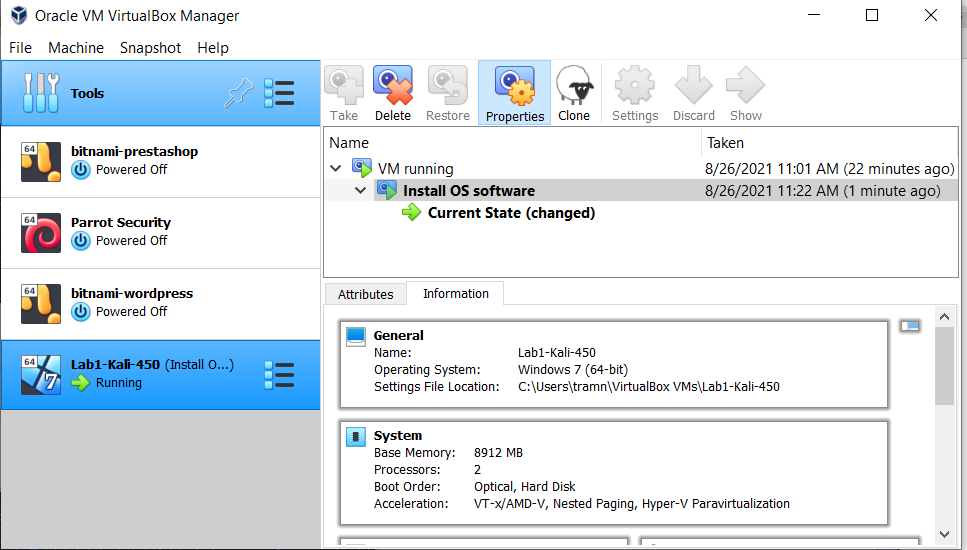 Oracle VM VirtualBox Manager
File Machine Snapshot Help
Tools
64
bitnami-prestashop
Powered Off
64
Parrot Security
Powered Off
64
bitnami-wordpress
Powered Off
64
7
Lab1-Kali-450 (Install O...)
Running
Take Delete Restore Properties Clone Settings Discard Show
Name Taken
VM running 8/26/2021 11:01 AM (22 minutes ago)
Install OS software 8/26/2021 11:22 AM (1 minute ago)
Current State (changed)
Attributes Information
General
Name: Lab1-Kali-450
Operating System: Windows 7 (64-bit)
Settings File Location: C:\Users\tramn\VirtualBox VMs\Lab1-Kali-450
System
Base Memory: 8912 MB
Processors: 2
Boot Order: Optical, Hard Disk
Acceleration: VT-x/AMD-V, Nested Paging, Hyper-V Paravirtualization